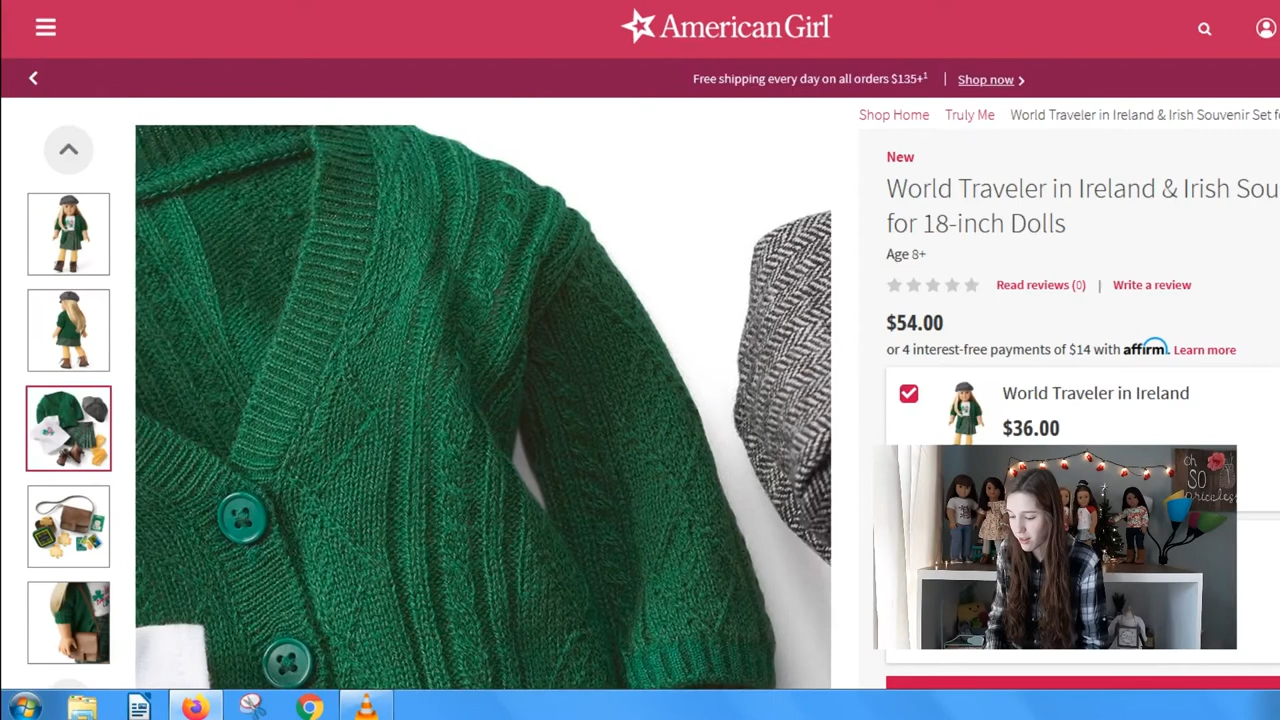 American Girl
Free shipping every day on all orders $135+¹ | Shop now
Shop Home Truly Me World Traveler in Ireland & Irish Souvenir Set
New
World Traveler in Ireland & Irish
for 18-inch Dolls
Age 8+
Read reviews (0) | Write a review
$54.00
or 4 interest-free payments of $14 with affirm. Learn more
World Traveler in Ireland
$36.00
oh
SO